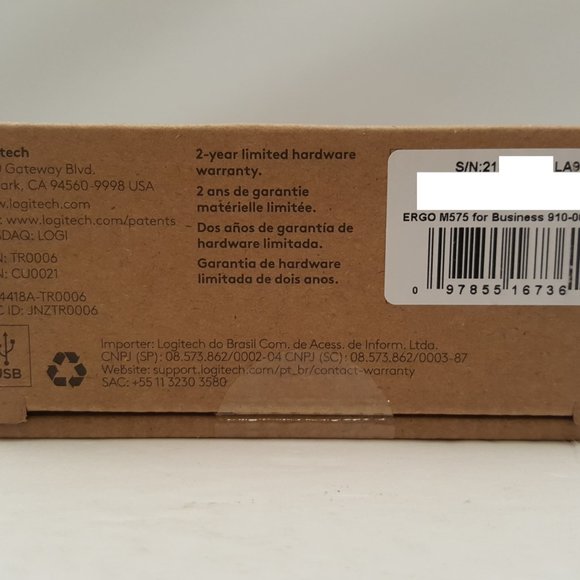 tech
Gateway Blvd.
ark, CA 94560-9998 USA
w.logitech.com
www.logitech.com/patents
DAQ: LOGI
N: TR0006
N: CU0021
4418A-TR0006
C ID: JNZTR0006
USB
2-year limited hardware
warranty.
2 ans de garantie
matérielle limitée.
Dos años de garantía de
hardware limitada.
Garantia de hardware
limitada de dois anos.
S/N:21 LA9
ERGO M575 for Business 910-00
0 97855 16736
Importer: Logitech do Brasil Com. de Acess. de Inform. Ltda.
CNPJ (SP) : 08.573.862/0002-04 CNPJ (SC) : 08.573.862/0003-87
Website: support.logitech.com/pt_br/contact-warranty
SAC: +55 11 3230 3580